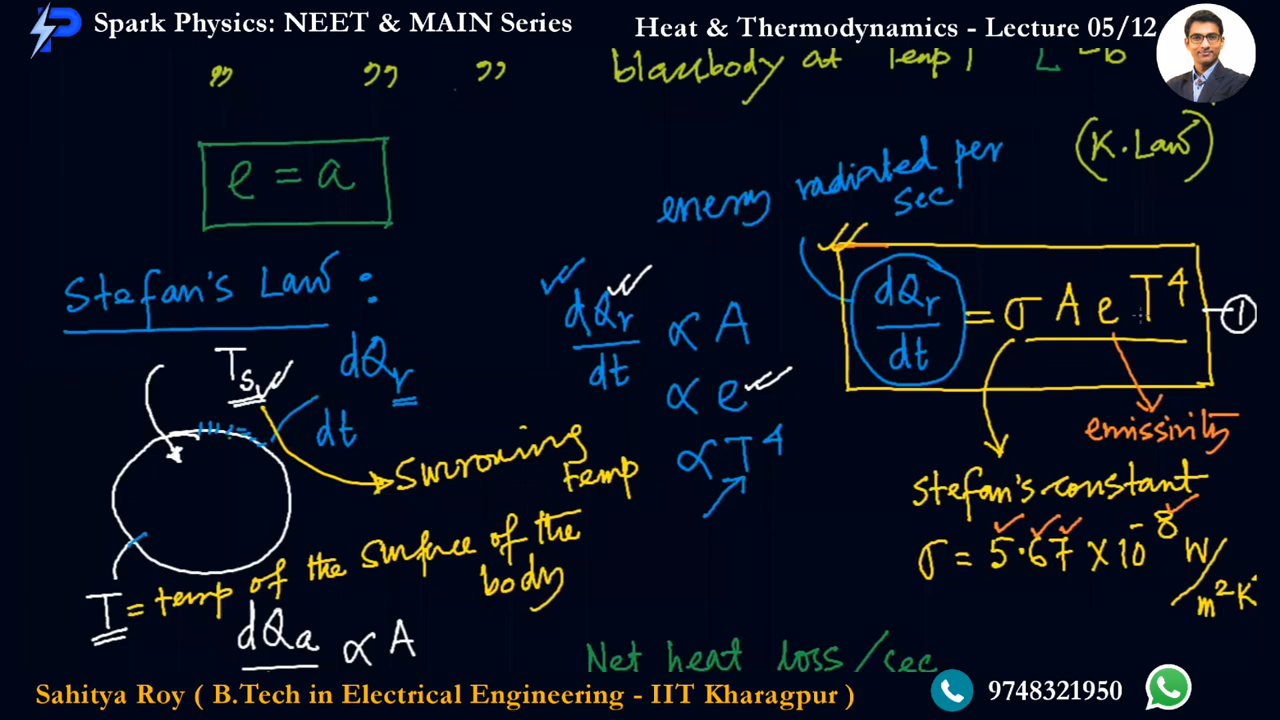 Spark Physics: NEET & MAIN Series
Heat & Thermodynamics - Lecture 05/12
" " "
blackbody at Temp T
(K. Law)
e = a
energy radiated per
sec
Stefan's Law :
dQr/dt ∝ A
∝ e
∝ T⁴
dQr/dt = σ A e T⁴ - ①
Ts
dQr
dt
emissivity
Surrouning
Temp
Stefan's constant
σ = 5.67 × 10⁻⁸ W/m²K
T = temp of the surface of the
body
dQa ∝ A
Net heat loss/sec
Sahitya Roy ( B.Tech in Electrical Engineering - IIT Kharagpur )
9748321950